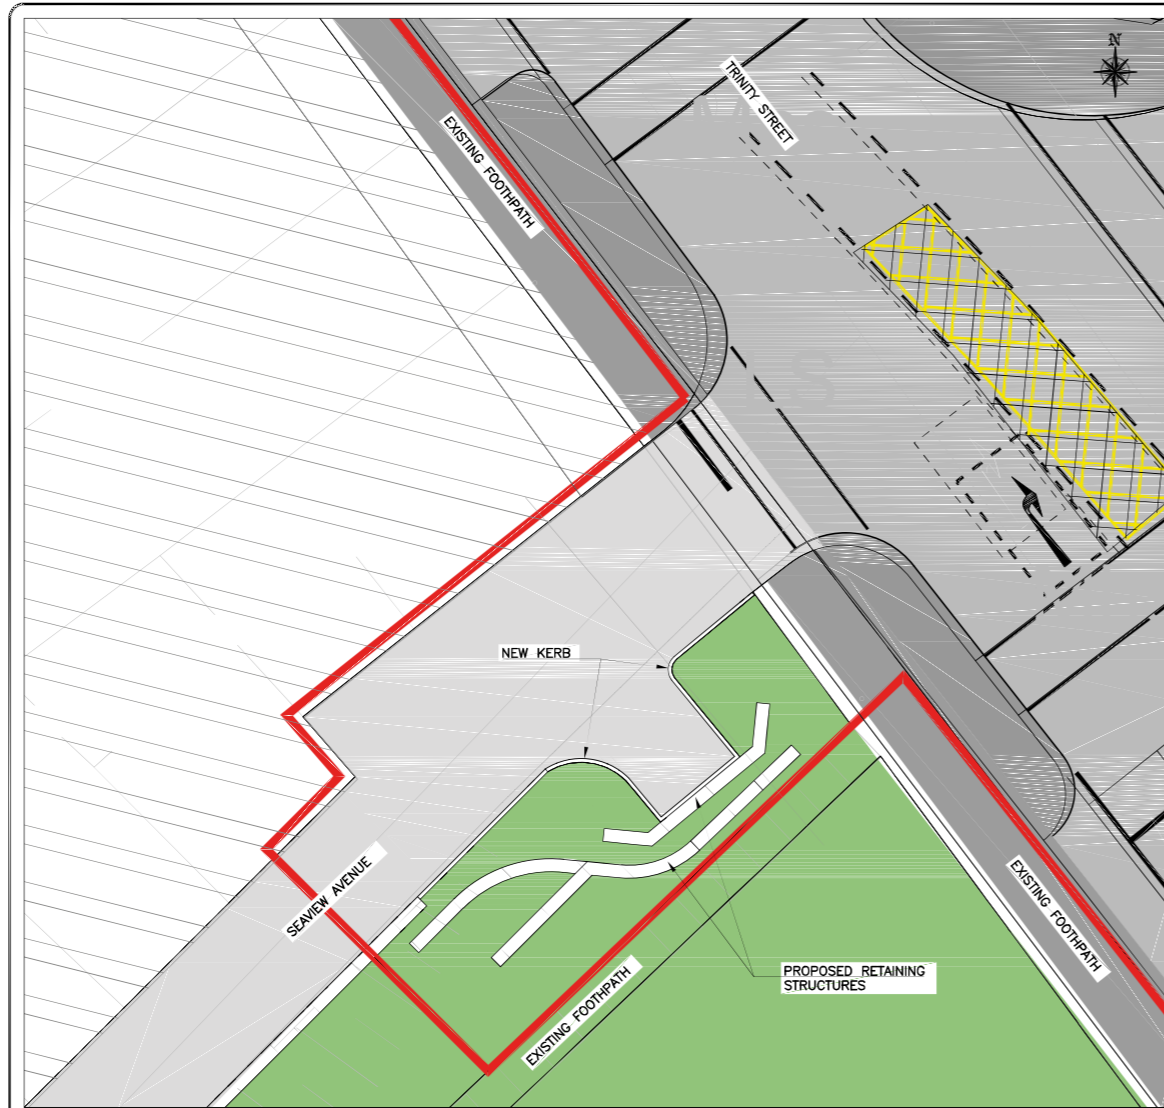 N
TRINITY STREET
EXISTING FOOTPATH
NEW KERB
SEAVIEW AVENUE
EXISTING FOOTPATH
EXISTING FOOTPATH
PROPOSED RETAINING
STRUCTURES